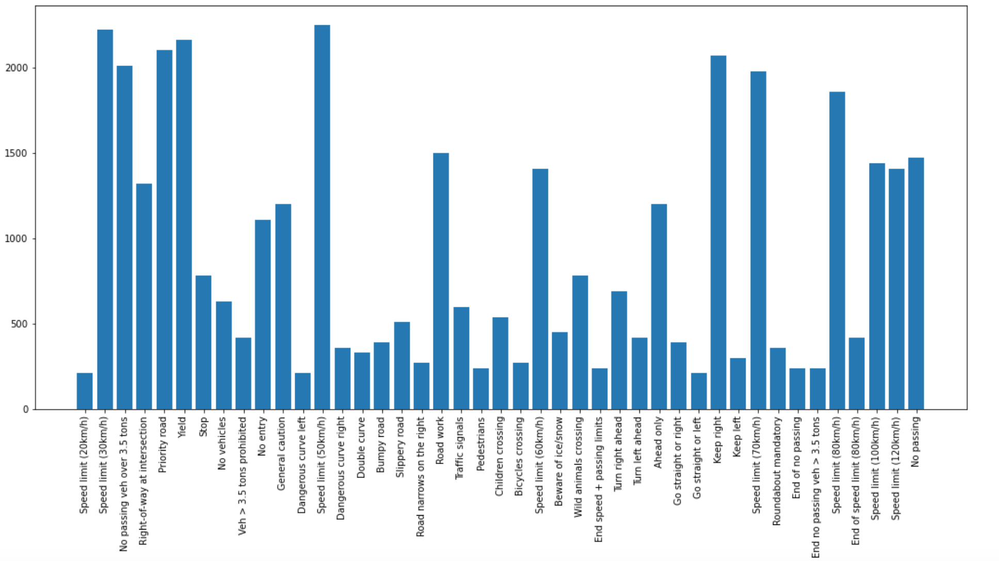 2000
1500
1000
500
0
Speed limit (20km/h)
Speed limit (30km/h)
No passing veh over 3.5 tons
Right-of-way at intersection
Priority road
Yield
Stop
No vehicles
Veh > 3.5 tons prohibited
No entry
General caution
Dangerous curve left
Speed limit (50km/h)
Dangerous curve right
Double curve
Bumpy road
Slippery road
Road narrows on the right
Road work
Traffic signals
Pedestrians
Children crossing
Bicycles crossing
Speed limit (60km/h)
Beware of ice/snow
Wild animals crossing
End speed + passing limits
Turn right ahead
Turn left ahead
Ahead only
Go straight or right
Go straight or left
Keep right
Keep left
Speed limit (70km/h)
Roundabout mandatory
End of no passing
End no passing veh > 3.5 tons
Speed limit (80km/h)
End of speed limit (80km/h)
Speed limit (100km/h)
Speed limit (120km/h)
No passing